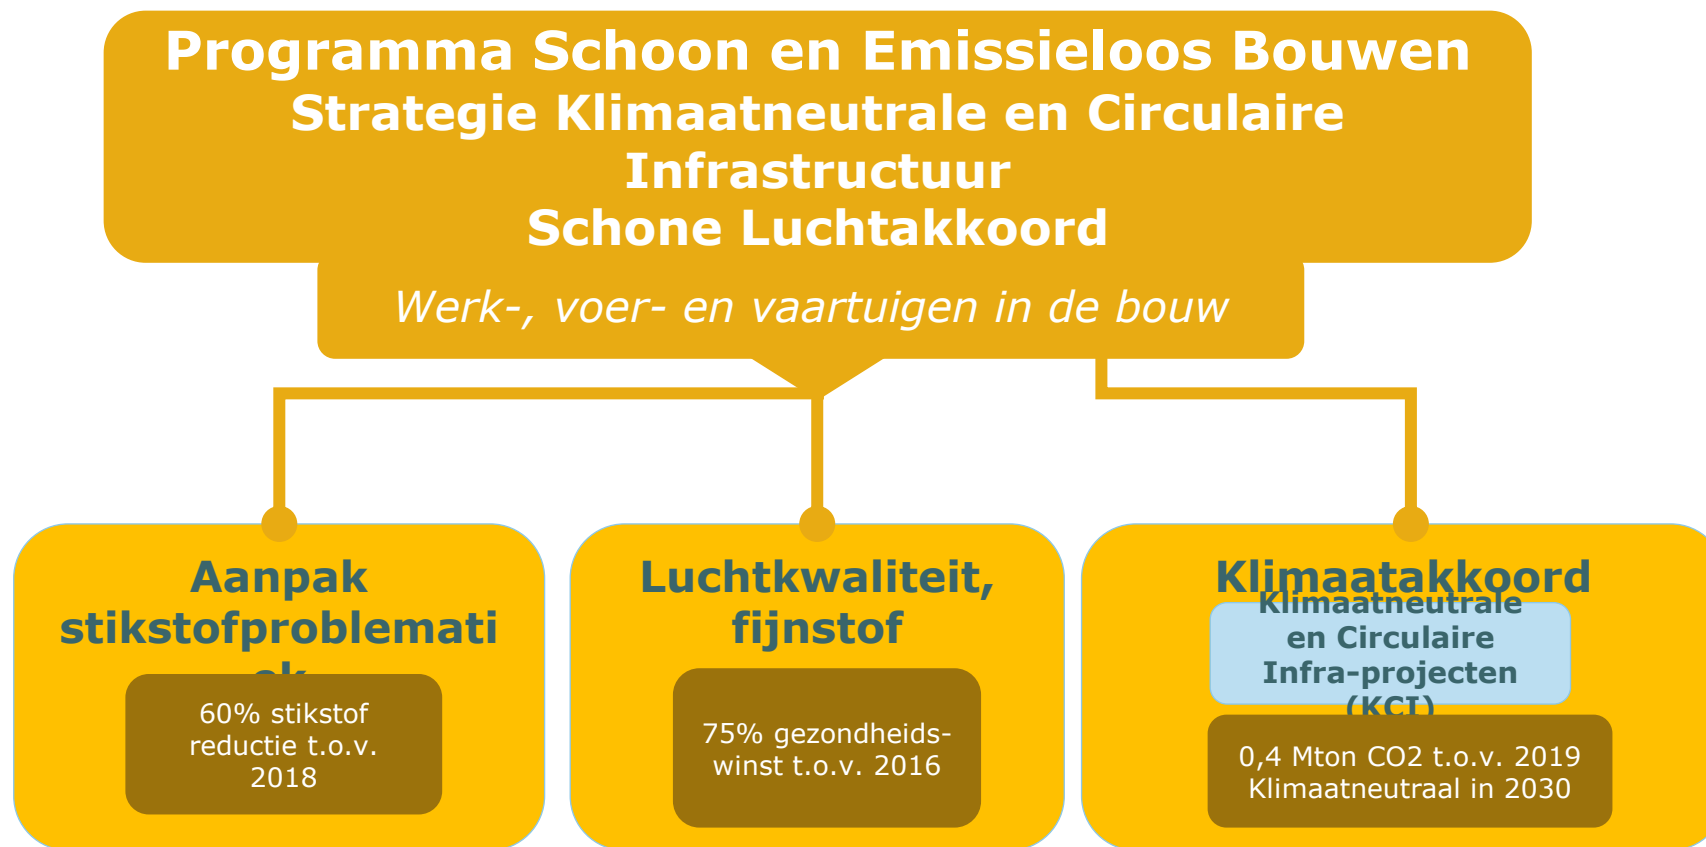 Programma Schoon en Emissieloos Bouwen
Strategie Klimaatneutrale en Circulaire
Infrastructuur
Schone Luchtakkoord
Werk-, voer- en vaartuigen in de bouw
Aanpak
stikstofproblemati
ek
60% stikstof
reductie t.o.v.
2018
Luchtkwaliteit,
fijnstof
75% gezondheids-
winst t.o.v. 2016
Klimaatakkoord
Klimaatneutrale
en Circulaire
Infra-projecten
(KCI)
0,4 Mton CO2 t.o.v. 2019
Klimaatneutraal in 2030